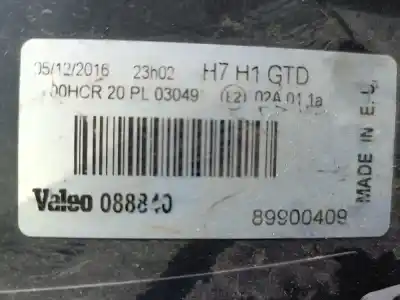 05/12/2016 23h02 H7 H1 GTD
00HCR 20 PL 03049 E2 02A 01 1a
Valeo 088840
89900409
MADE IN E.U